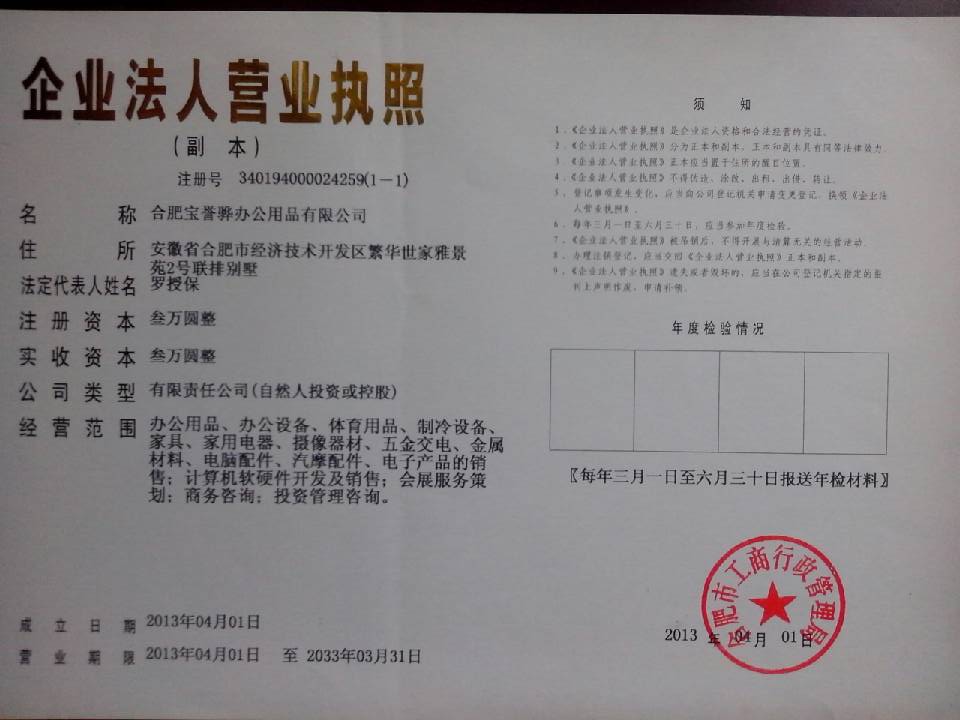 企业法人营业执照
(副 本)
注册号 340194000024259(1-1)
名 称 合肥宝誉骅办公用品有限公司
住 所 安徽省合肥市经济技术开发区繁华世家雅景
苑2号联排别墅
法定代表人姓名 罗授保
注册资本 叁万圆整
实收资本 叁万圆整
公司类型 有限责任公司(自然人投资或控股)
经营范围 办公用品、办公设备、体育用品、制冷设备、
家具、家用电器、摄像器材、五金交电、金属
材料、电脑配件、汽摩配件、电子产品的销
售;计算机软硬件开发及销售;会展服务策
划;商务咨询;投资管理咨询。
成立日期 2013年04月01日
营业期限 2013年04月01日 至 2033年03月31日
须 知
1.《企业法人营业执照》是企业法人资格和合法经营的凭证。
2.《企业法人营业执照》分为正本和副本,正本和副本具有同等法律效力。
3.《企业法人营业执照》正本应当置于住所的醒目位置。
4.《企业法人营业执照》不得伪造、涂改、出租、出借、转让。
5.登记事项发生变化,应当向公司登记机关申请变更登记,换领《企业法
人营业执照》。
6.每年三月一日至六月三十日,应当参加年度检验。
7.《企业法人营业执照》被吊销后,不得开展与清算无关的经营活动。
8.办理注销登记,应当交回《企业法人营业执照》正本和副本。
9.《企业法人营业执照》遗失或者毁坏的,应当在公司登记机关指定的报
刊上声明作废,申请补领。
年度检验情况
〖每年三月一日至六月三十日报送年检材料〗
合肥市工商行政管理局
2013 年 04月 01日